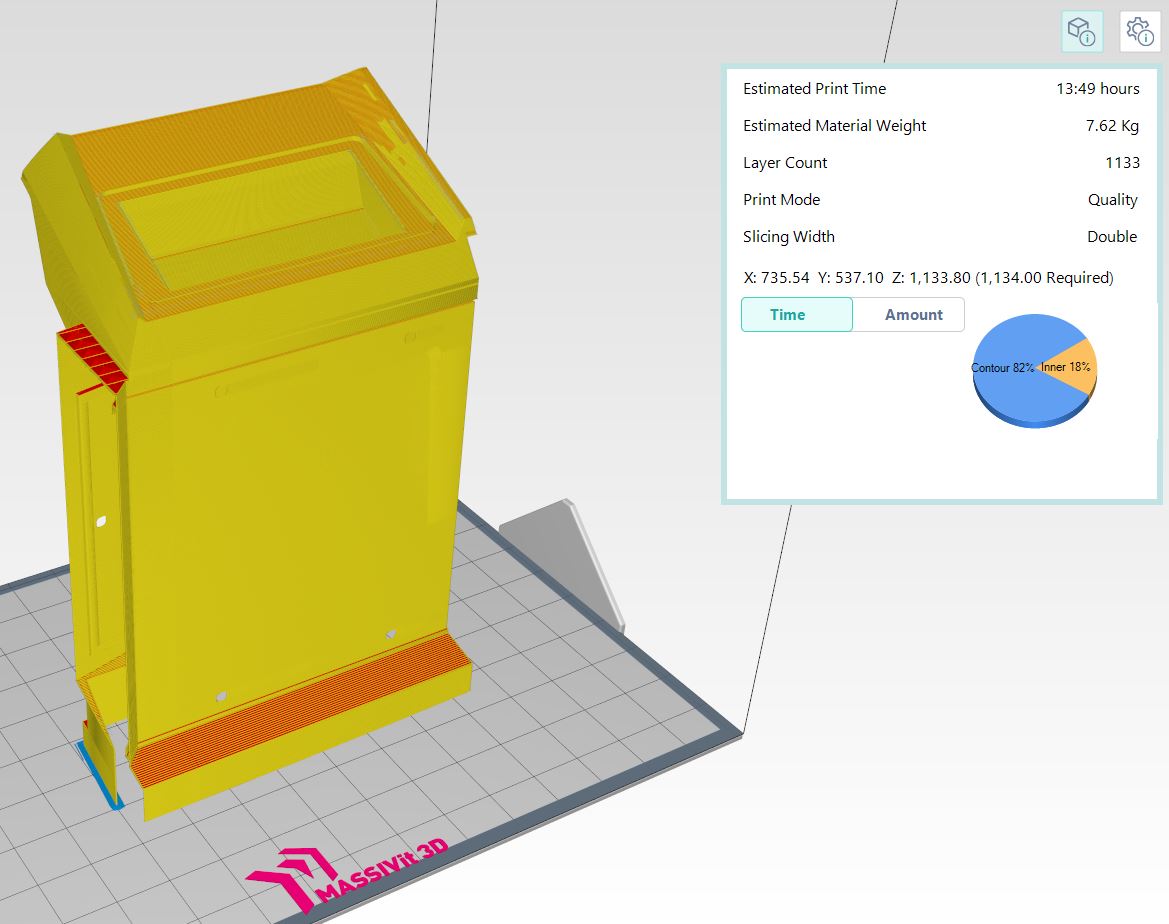 Estimated Print Time 13:49 hours
Estimated Material Weight 7.62 Kg
Layer Count 1133
Print Mode Quality
Slicing Width Double
X: 735.54 Y: 537.10 Z: 1,133.80 (1,134.00 Required)
Time Amount
Contour 82% Inner 18%
MASSIVit 3D